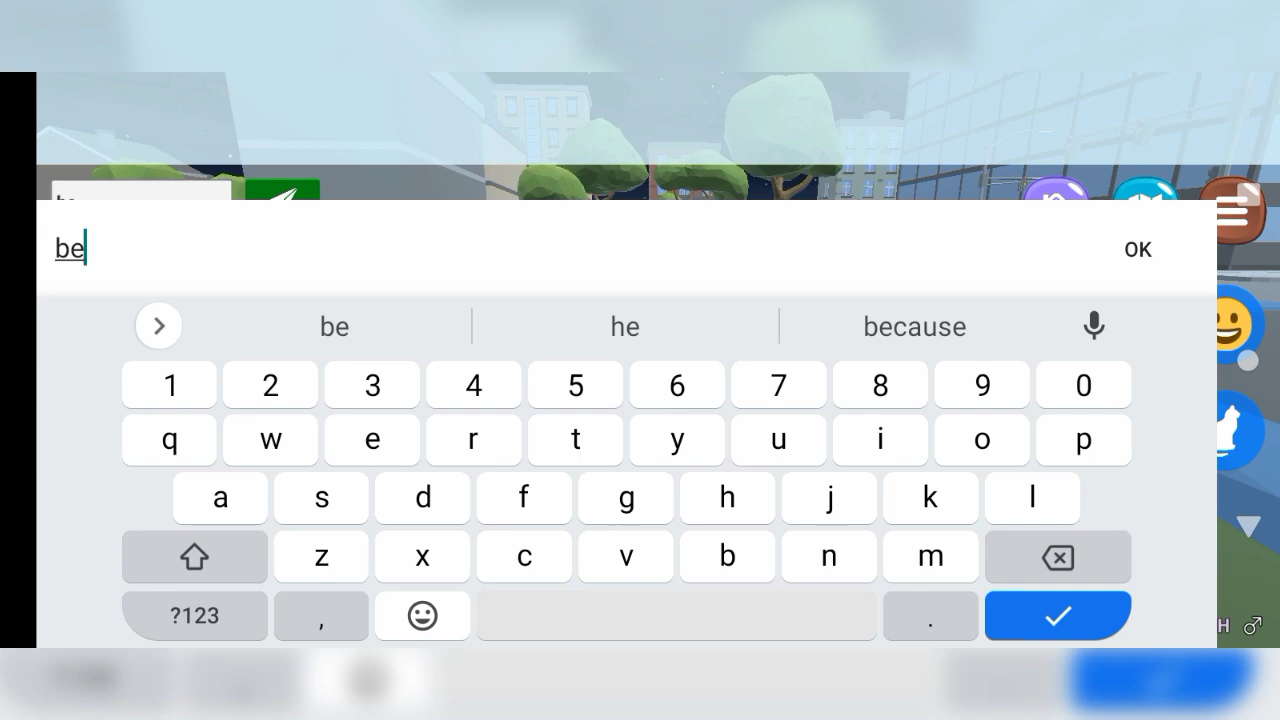 be
OK
be he because
1 2 3 4 5 6 7 8 9 0
q w e r t y u i o p
a s d f g h j k l
z x c v b n m
?123 , .
H